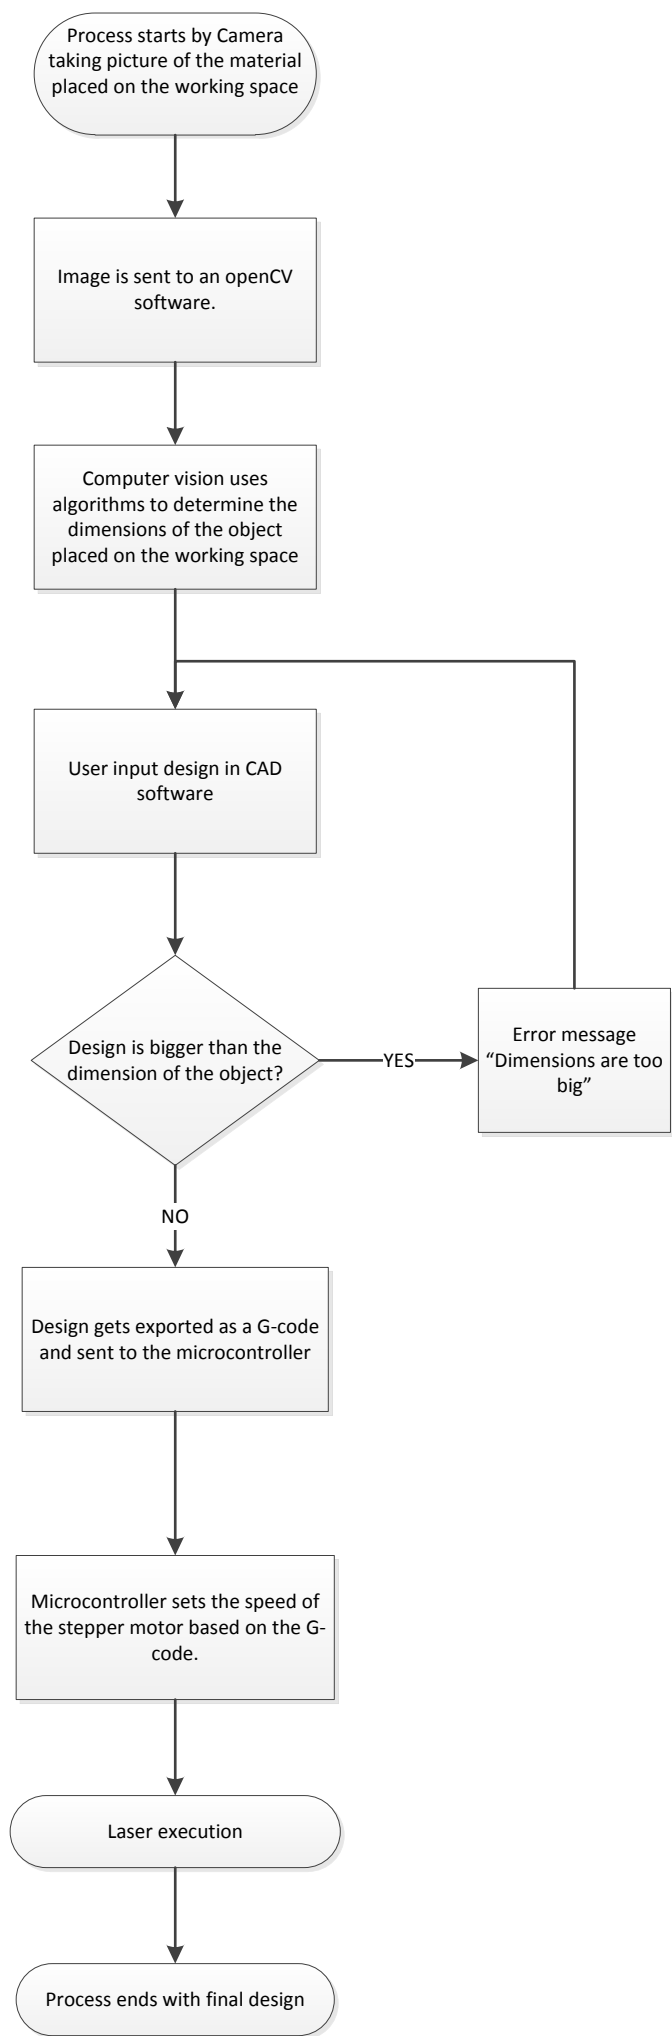 Process starts by Camera
taking picture of the material
placed on the working space
Image is sent to an openCV
software.
Computer vision uses
algorithms to determine the
dimensions of the object
placed on the working space
User input design in CAD
software
Design is bigger than the
dimension of the object?
YES
Error message
“Dimensions are too
big”
NO
Design gets exported as a G-code
and sent to the microcontroller
Microcontroller sets the speed of
the stepper motor based on the G-
code.
Laser execution
Process ends with final design